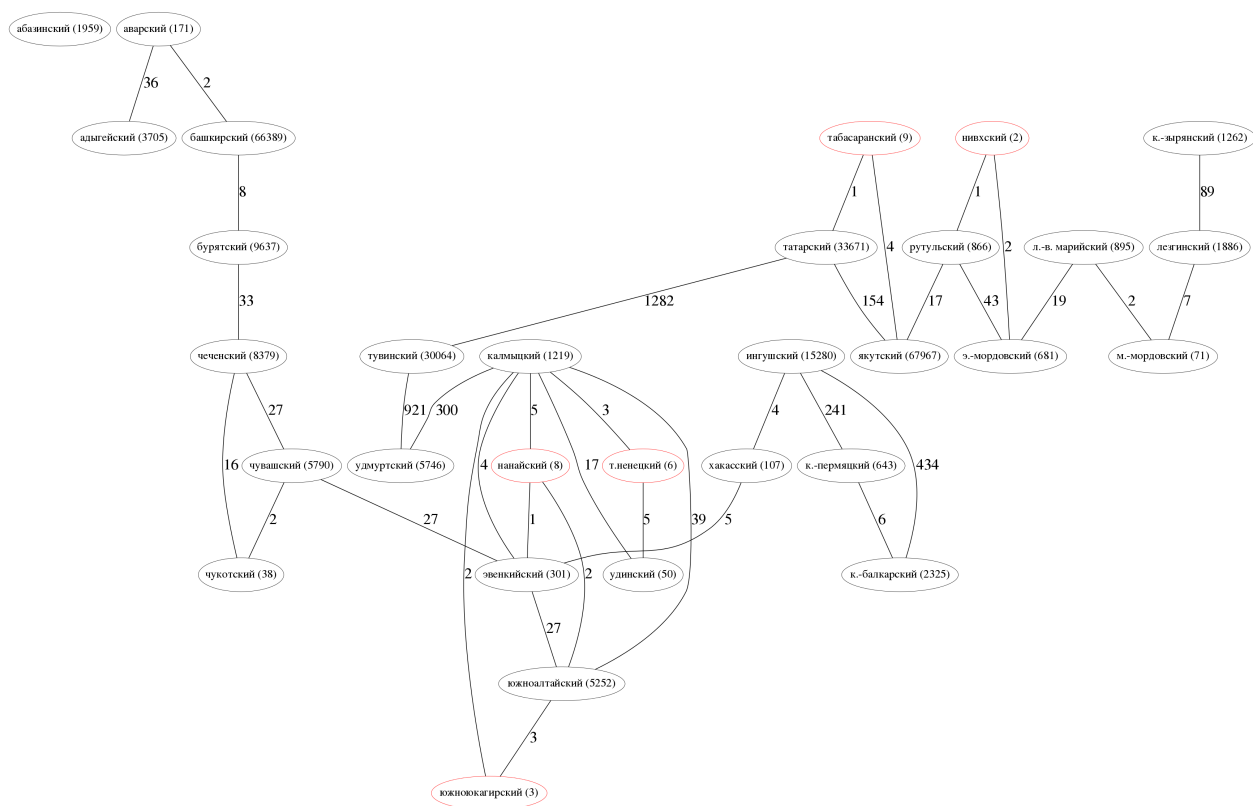 абазинский (1959)
аварский (171)
36
2
адыгейский (3705)
башкирский (66389)
табасаранский (9)
нивхский (2)
к.-зырянский (1262)
8
1
1
89
бурятский (9637)
татарский (33671)
4
рутульский (866)
2
л.-в. марийский (895)
лезгинский (1886)
33
1282
154
17
43
19
2
7
чеченский (8379)
тувинский (30064)
калмыцкий (1219)
ингушский (15280)
якутский (67967)
э.-мордовский (681)
м.-мордовский (71)
27
921
300
5
3
4
241
16
чувашский (5790)
удмуртский (5746)
4
нанайский (8)
17
т.ненецкий (6)
хакасский (107)
к.-пермяцкий (643)
434
2
27
1
5
39
5
6
чукотский (38)
2
эвенкийский (301)
2
удинский (50)
к.-балкарский (2325)
27
южноалтайский (5252)
3
южноюкагирский (3)